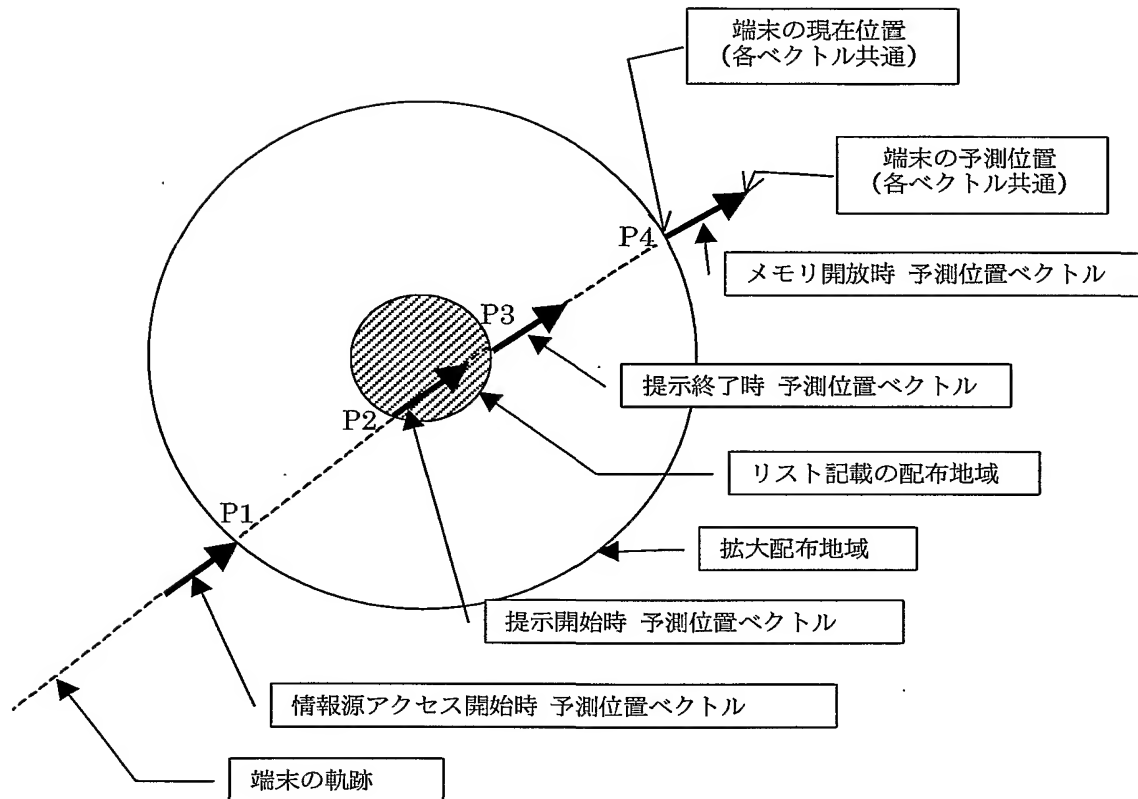 端末の現在位置
(各ベクトル共通)
端末の予測位置
(各ベクトル共通)
P4
メモリ開放時 予測位置ベクトル
P3
提示終了時 予測位置ベクトル
P2
リスト記載の配布地域
P1
拡大配布地域
提示開始時 予測位置ベクトル
情報源アクセス開始時 予測位置ベクトル
端末の軌跡